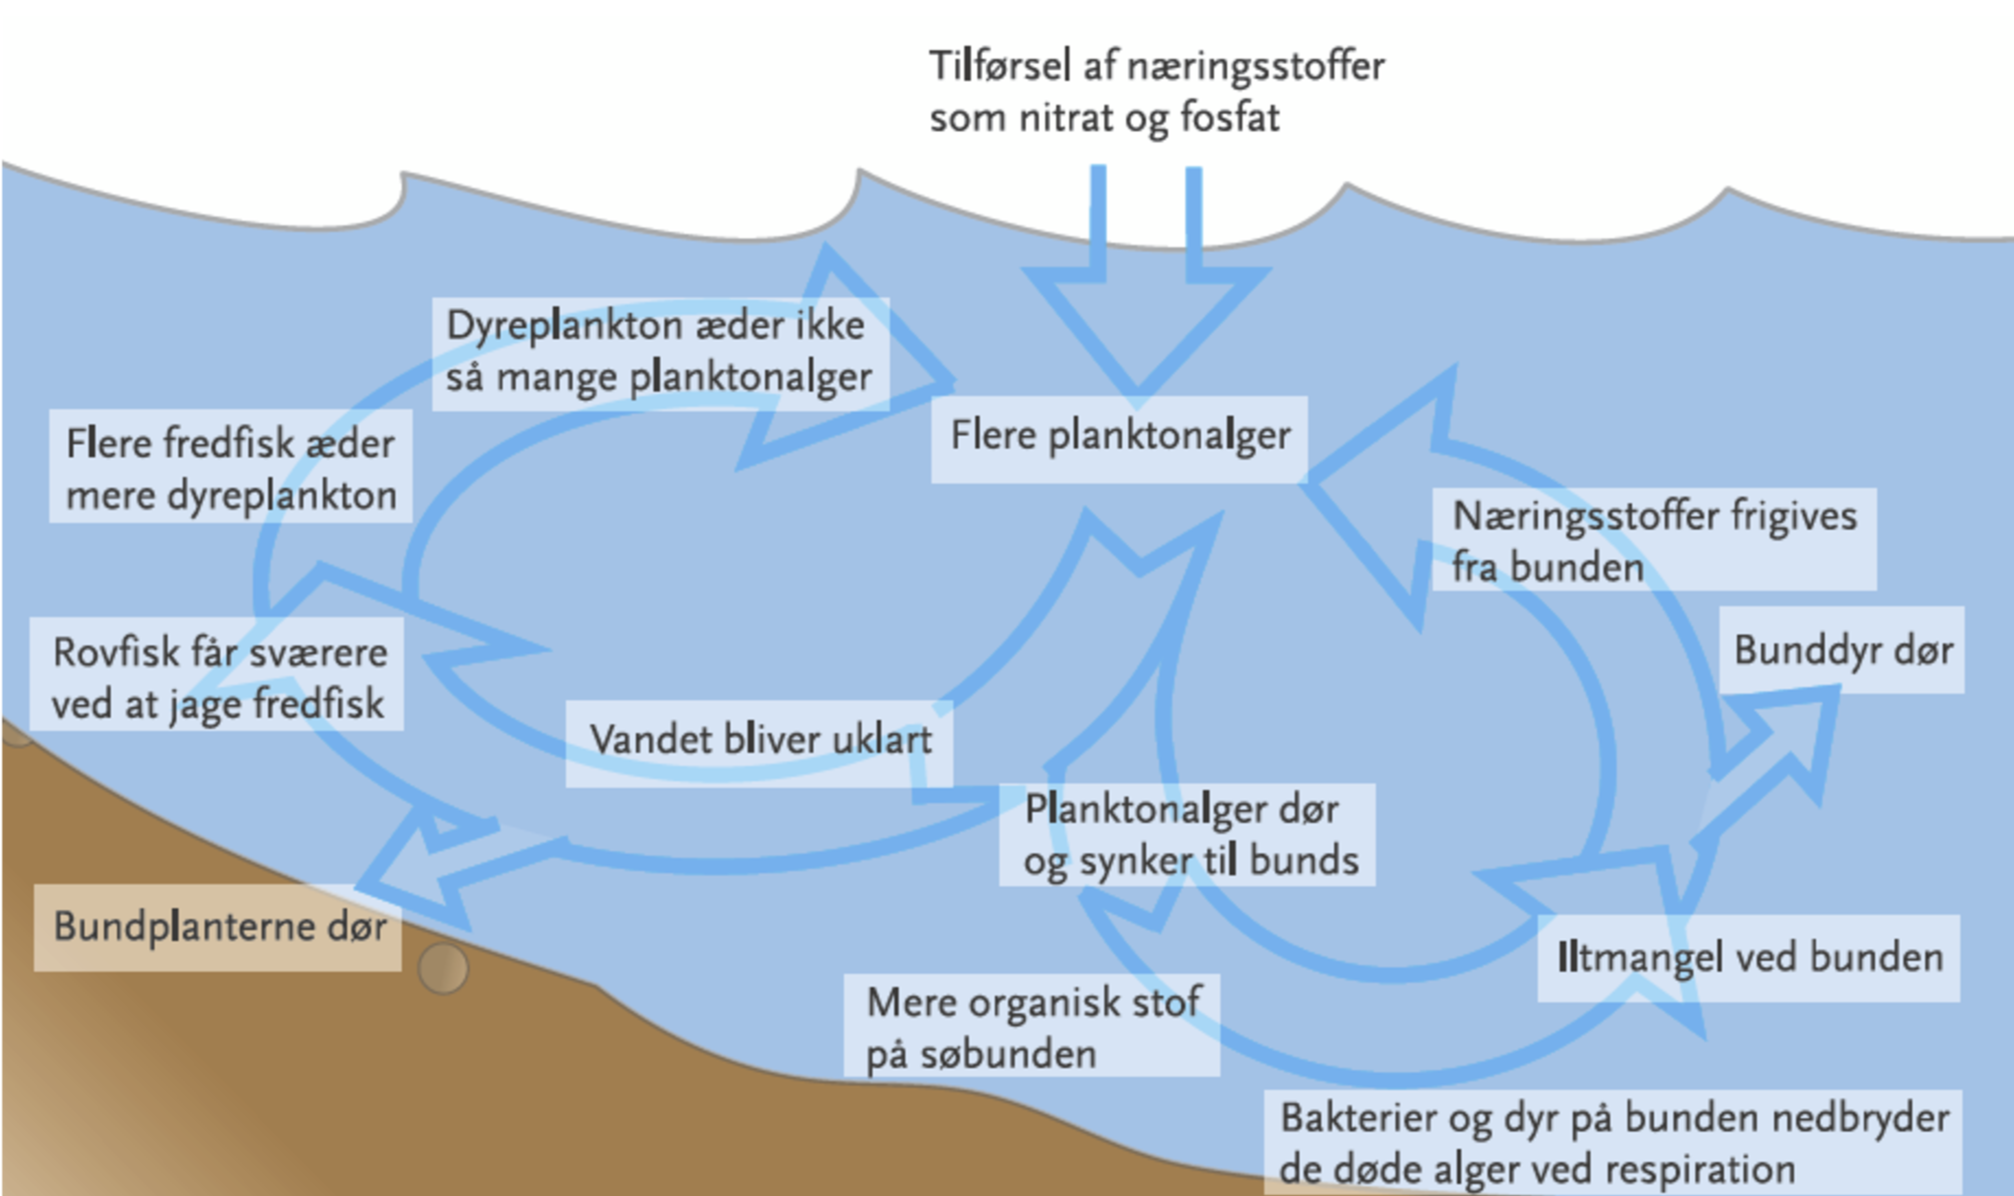 Tilførsel af næringsstoffer
som nitrat og fosfat
Dyreplankton æder ikke
så mange planktonalger
Flere fredfisk æder
mere dyreplankton
Flere planktonalger
Næringsstoffer frigives
fra bunden
Rovfisk får sværere
ved at jage fredfisk
Bunddyr dør
Vandet bliver uklart
Planktonalger dør
og synker til bunds
Bundplanterne dør
Iltmangel ved bunden
Mere organisk stof
på søbunden
Bakterier og dyr på bunden nedbryder
de døde alger ved respiration